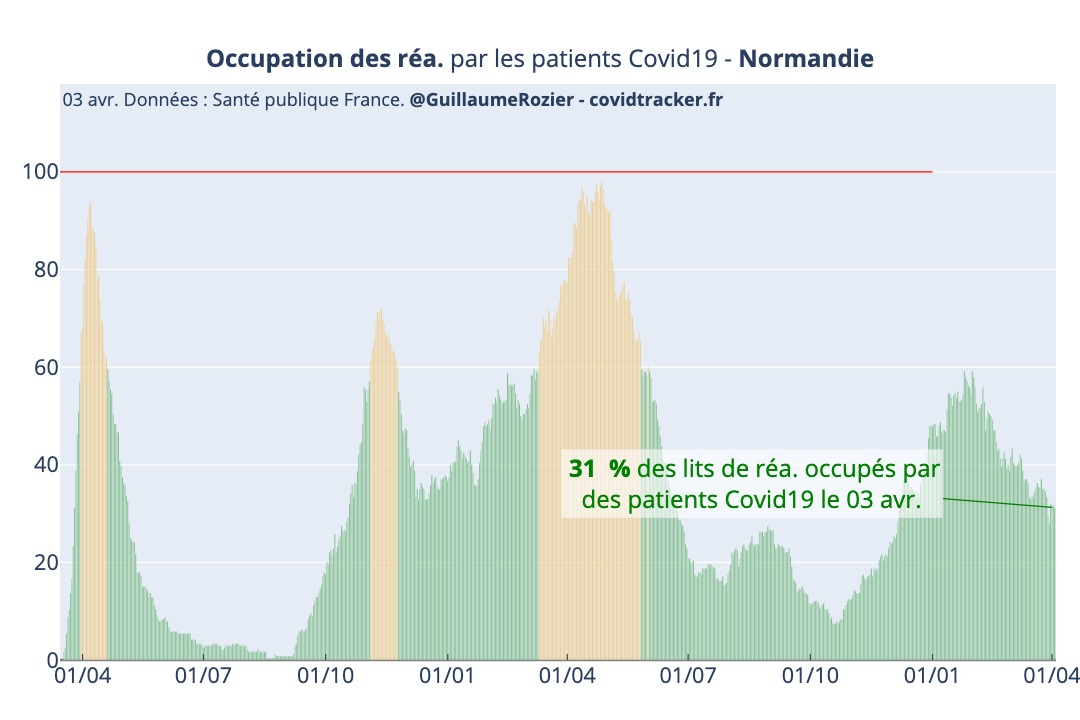 Occupation des réa. par les patients Covid19 - Normandie
03 avr. Données : Santé publique France. @GuillaumeRozier - covidtracker.fr
100
80
60
40
20
0
31 % des lits de réa. occupés par
des patients Covid19 le 03 avr.
01/04 01/07 01/10 01/01 01/04 01/07 01/10 01/01 01/04